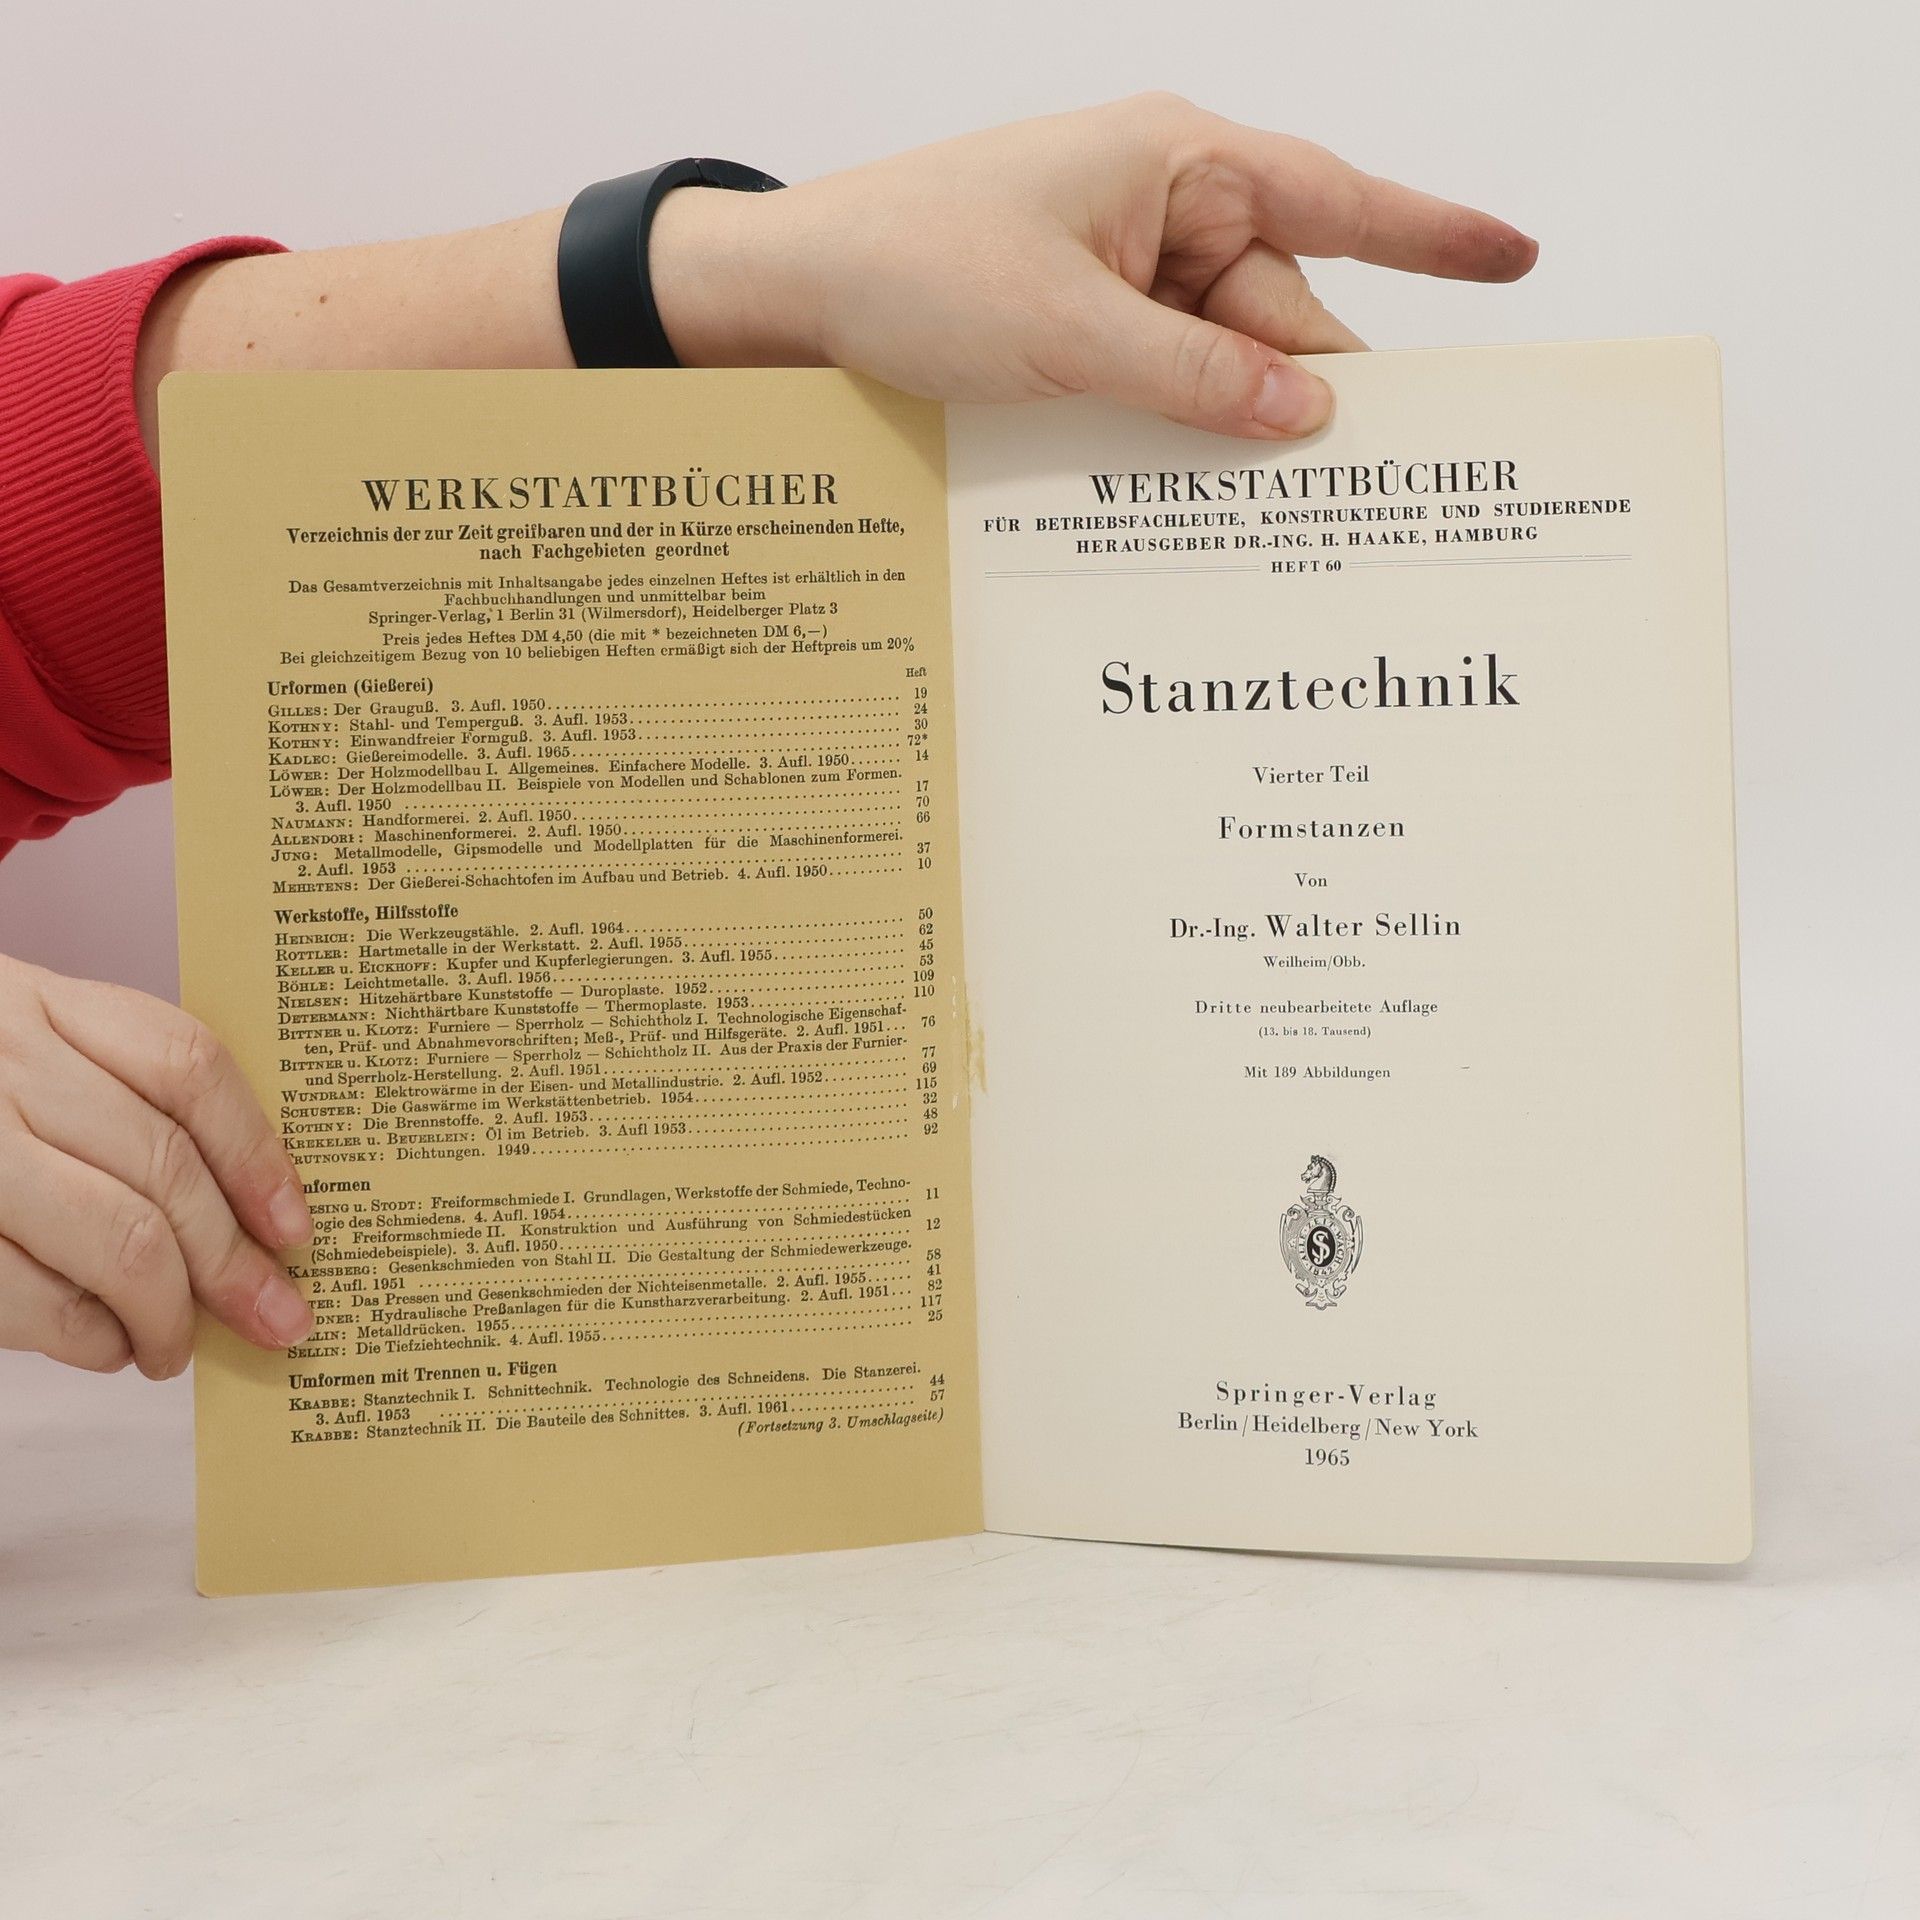 WERKSTATTBÜCHER
Verzeichnis der zur Zeit greifbaren und der in Kürze erscheinenden Hefte,
nach Fachgebieten geordnet
Das Gesamtverzeichnis mit Inhaltsangabe jedes einzelnen Heftes ist erhältlich in den
Fachbuchhandlungen und unmittelbar beim
Springer-Verlag, 1 Berlin 31 (Wilmersdorf), Heidelberger Platz 3
Preis jedes Heftes DM 4,50 (die mit * bezeichneten DM 6,—)
Bei gleichzeitigem Bezug von 10 beliebigen Heften ermäßigt sich der Heftpreis um 20%
Heft
Urformen (Gießerei)
GILLES: Der Grauguß. 3. Aufl. 1950 19
KOTHNY: Stahl- und Temperguß. 3. Aufl. 1953 24
KOTHNY: Einwandfreier Formguß. 3. Aufl. 1953 30
KADLEC: Gießereimodelle. 3. Aufl. 1965 72*
LÖWER: Der Holzmodellbau I. Allgemeines. Einfachere Modelle. 3. Aufl. 1950 14
LÖWER: Der Holzmodellbau II. Beispiele von Modellen und Schablonen zum Formen.
3. Aufl. 1950 17
NAUMANN: Handformerei. 2. Aufl. 1950 70
ALLENDORF: Maschinenformerei. 2. Aufl. 1950 66
JUNG: Metallmodelle, Gipsmodelle und Modellplatten für die Maschinenformerei.
2. Aufl. 1953 37
MEHRTENS: Der Gießerei-Schachtofen im Aufbau und Betrieb. 4. Aufl. 1950 10
Werkstoffe, Hilfsstoffe
HEINRICH: Die Werkzeugstähle. 2. Aufl. 1964 50
ROTTLER: Hartmetalle in der Werkstatt. 2. Aufl. 1955 62
KELLER u. EICKHOFF: Kupfer und Kupferlegierungen. 3. Aufl. 1955 45
BÖHLE: Leichtmetalle. 3. Aufl. 1956 53
NIELSEN: Hitzehärtbare Kunststoffe — Duroplaste. 1952 109
DETERMANN: Nichthärtbare Kunststoffe — Thermoplaste. 1953 110
BITTNER u. KLOTZ: Furniere — Sperrholz — Schichtholz I. Technologische Eigenschaf-
ten, Prüf- und Abnahmevorschriften; Meß-, Prüf- und Hilfsgeräte. 2. Aufl. 1951 76
BITTNER u. KLOTZ: Furniere — Sperrholz — Schichtholz II. Aus der Praxis der Furnier-
und Sperrholz-Herstellung. 2. Aufl. 1951 77
WUNDRAM: Elektrowärme in der Eisen- und Metallindustrie. 2. Aufl. 1952 69
SCHUSTER: Die Gaswärme im Werkstättenbetrieb. 1954 115
KOTHNY: Die Brennstoffe. 2. Aufl. 1953 32
KREKELER u. BEUERLEIN: Öl im Betrieb. 3. Aufl 1953 48
RUTNOVSKY: Dichtungen. 1949 92
nformen
ESING u. STODT: Freiformschmiede I. Grundlagen, Werkstoffe der Schmiede, Techno-
logie des Schmiedens. 4. Aufl. 1954 11
DT: Freiformschmiede II. Konstruktion und Ausführung von Schmiedestücken
(Schmiedebeispiele). 3. Aufl. 1950 12
KAESSBERG: Gesenkschmieden von Stahl II. Die Gestaltung der Schmiedewerkzeuge.
2. Aufl. 1951 58
TER: Das Pressen und Gesenkschmieden der Nichteisenmetalle. 2. Aufl. 1955 41
DNER: Hydraulische Preßanlagen für die Kunstharzverarbeitung. 2. Aufl. 1951 82
LIN: Metalldrücken. 1955 117
SELLIN: Die Tiefziehtechnik. 4. Aufl. 1955 25
Umformen mit Trennen u. Fügen
KRABBE: Stanztechnik I. Schnittechnik. Technologie des Schneidens. Die Stanzerei.
3. Aufl. 1953 44
KRABBE: Stanztechnik II. Die Bauteile des Schnittes. 3. Aufl. 1961 57
(Fortsetzung 3. Umschlagseite)
WERKSTATTBÜCHER
FÜR BETRIEBSFACHLEUTE, KONSTRUKTEURE UND STUDIERENDE
HERAUSGEBER DR.-ING. H. HAAKE, HAMBURG
HEFT 60
Stanztechnik
Vierter Teil
Formstanzen
Von
Dr.-Ing. Walter Sellin
Weilheim/Obb.
Dritte neubearbeitete Auflage
(13. bis 18. Tausend)
Mit 189 Abbildungen
ALLE ZEIT WACH
S
1842
Springer-Verlag
Berlin/Heidelberg/New York
1965